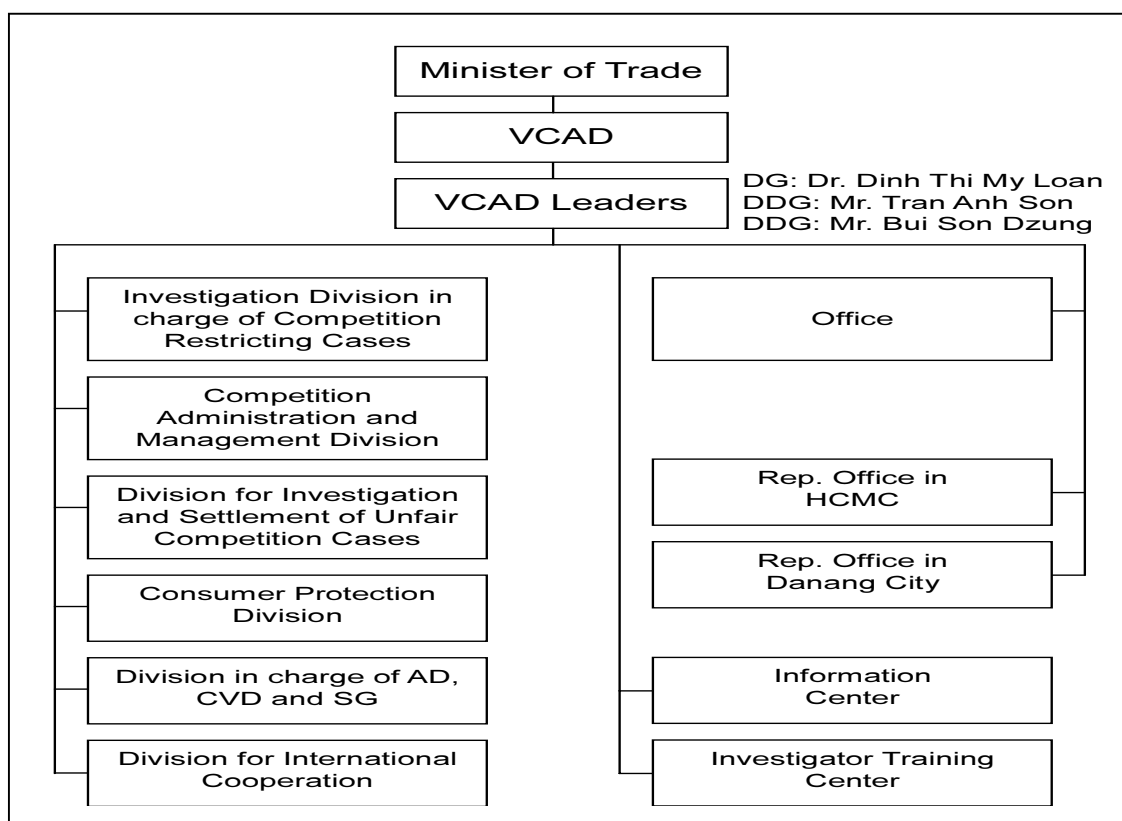 Minister of Trade
VCAD
VCAD Leaders
DG: Dr. Dinh Thi My Loan
DDG: Mr. Tran Anh Son
DDG: Mr. Bui Son Dzung
Investigation Division in
charge of Competition
Restricting Cases
Competition
Administration and
Management Division
Division for Investigation
and Settlement of Unfair
Competition Cases
Consumer Protection
Division
Division in charge of AD,
CVD and SG
Division for International
Cooperation
Office
Rep. Office in
HCMC
Rep. Office in
Danang City
Information
Center
Investigator Training
Center